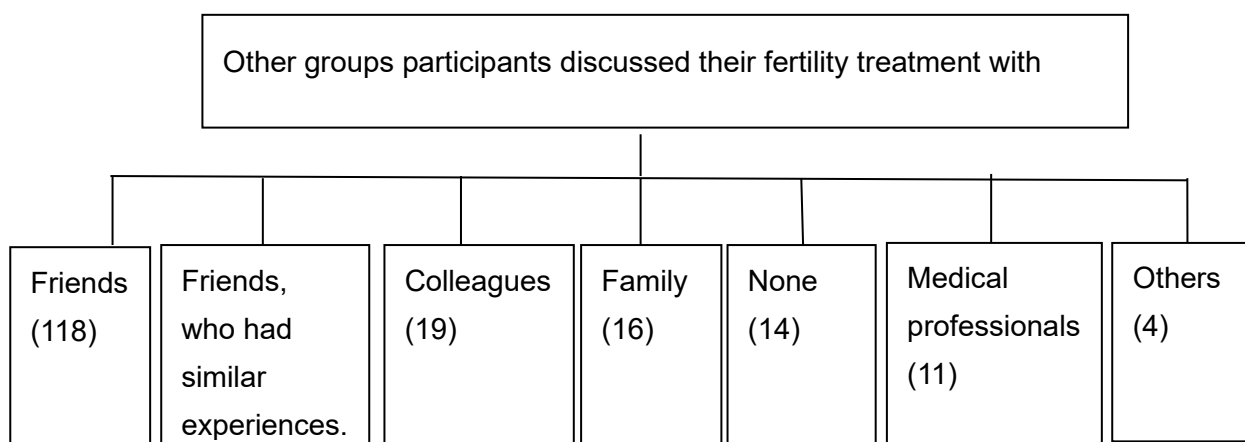 Other groups participants discussed their fertility treatment with
Friends
(118)
Friends,
who had
similar
experiences.
Colleagues
(19)
Family
(16)
None
(14)
Medical
professionals
(11)
Others
(4)